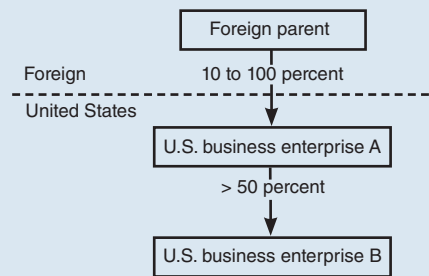 Foreign parent
Foreign
10 to 100 percent
United States
U.S. business enterprise A
> 50 percent
U.S. business enterprise B